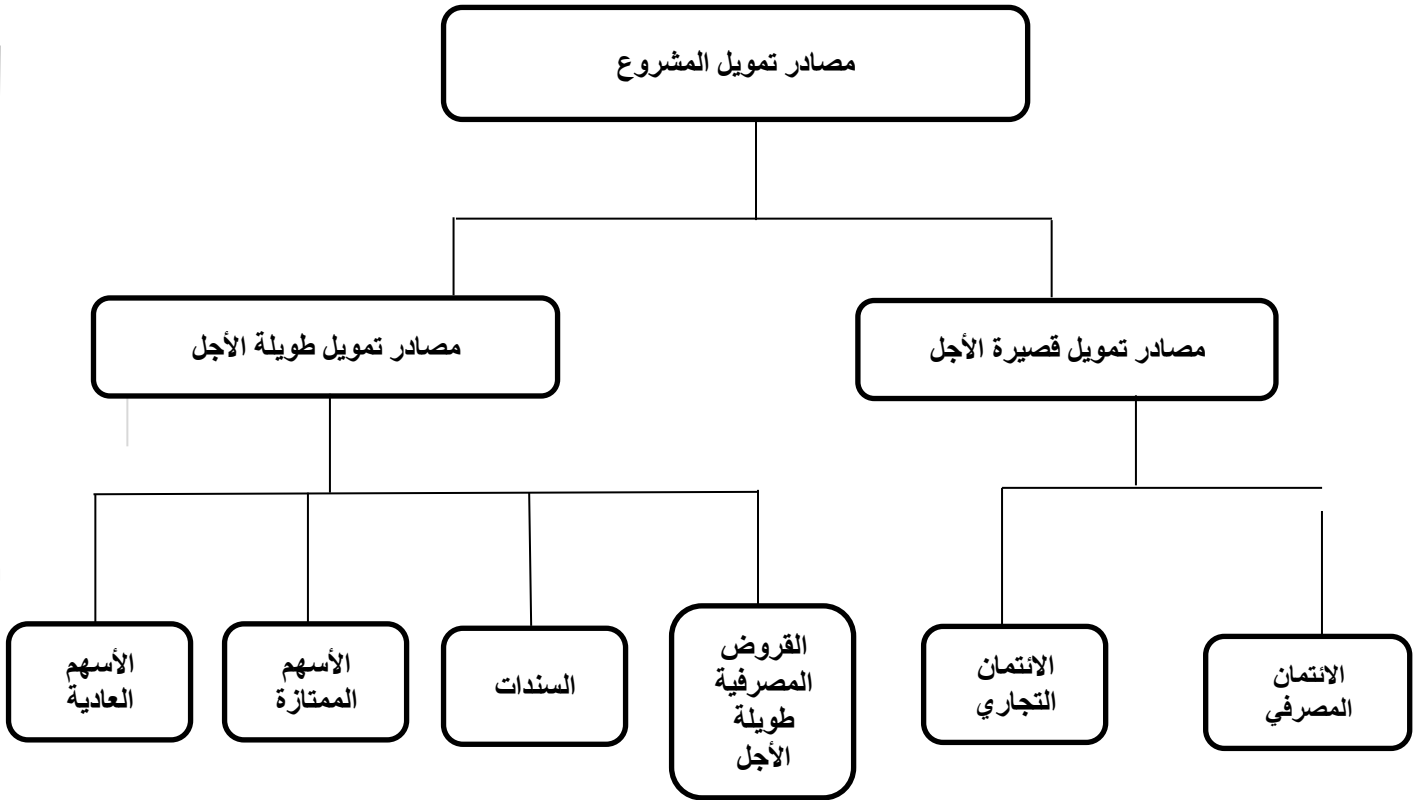 مصادر تمويل المشروع
مصادر تمويل قصيرة الأجل
مصادر تمويل طويلة الأجل
الائتمان
المصرفي
الائتمان
التجاري
القروض
المصرفية
طويلة
الأجل
السندات
الأسهم
الممتازة
الأسهم
العادية